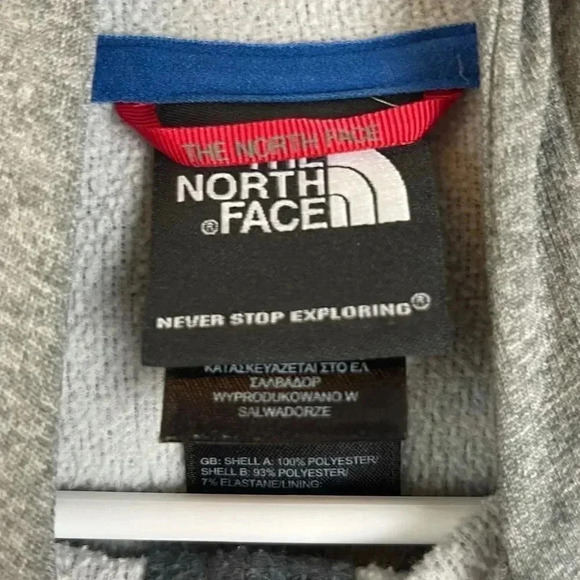 THE NORTH FACE
THE
NORTH
®FACE
NEVER STOP EXPLORING®
ΚΑΤΑΣΚΕΥΑΖΕΤΑΙ ΣΤΟ ΕΛ
ΣΑΛΒΑΔΟΡ
WYPRODUKOWANO W
SALWADORZE
GB: SHELL A: 100% POLYESTER/
SHELL B: 93% POLYESTER/
7% ELASTANE/LINING: